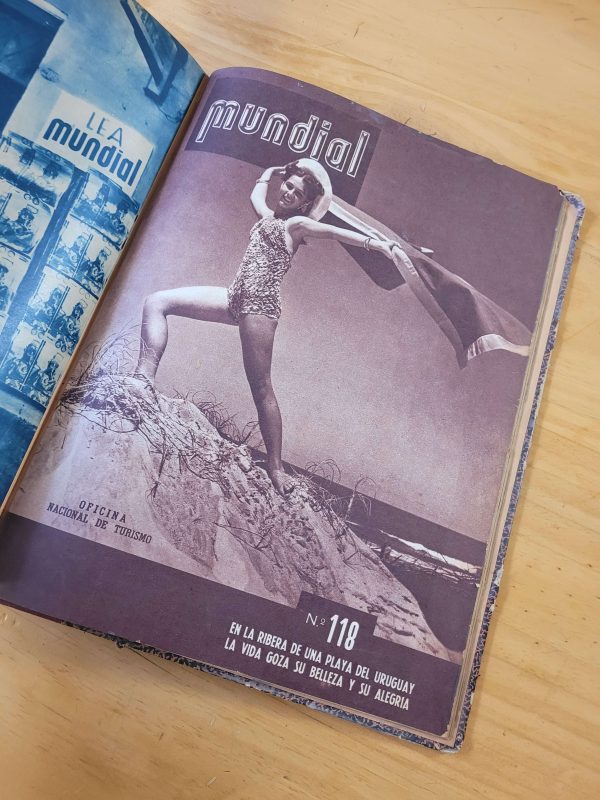 LEA
mundial
mundial
OFICINA
NACIONAL DE TURISMO
N.º 118
EN LA RIBERA DE UNA PLAYA DEL URUGUAY
LA VIDA GOZA SU BELLEZA Y SU ALEGRIA